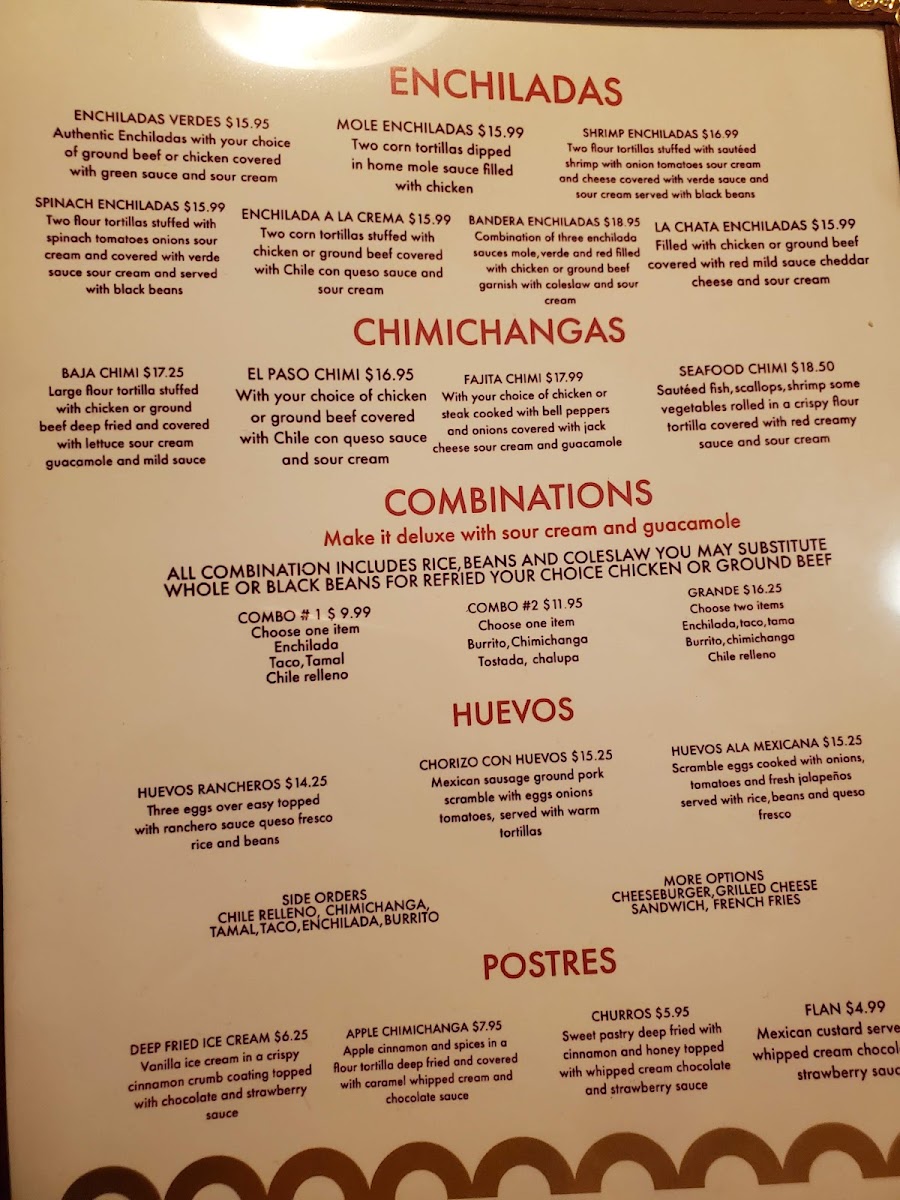 ENCHILADAS
ENCHILADAS VERDES $15.95
Authentic Enchiladas with your choice
of ground beef or chicken covered
with green sauce and sour cream
MOLE ENCHILADAS $15.99
Two corn tortillas dipped
in home mole sauce filled
with chicken
SHRIMP ENCHILADAS $16.99
Two flour tortillas stuffed with sautéed
shrimp with onion tomatoes sour cream
and cheese covered with verde sauce and
sour cream served with black beans
SPINACH ENCHILADAS $15.99
Two flour tortillas stuffed with
spinach tomatoes onions sour
cream and covered with verde
sauce sour cream and served
with black beans
ENCHILADA A LA CREMA $15.99
Two corn tortillas stuffed with
chicken or ground beef covered
with Chile con queso sauce and
sour cream
BANDERA ENCHILADAS $18.95
Combination of three enchilada
sauces mole,verde and red filled
with chicken or ground beef
garnish with coleslaw and sour
cream
LA CHATA ENCHILADAS $15.99
Filled with chicken or ground beef
covered with red mild sauce cheddar
cheese and sour cream
CHIMICHANGAS
BAJA CHIMI $17.25
Large flour tortilla stuffed
with chicken or ground
beef deep fried and covered
with lettuce sour cream
guacamole and mild sauce
EL PASO CHIMI $16.95
With your choice of chicken
or ground beef covered
with Chile con queso sauce
and sour cream
FAJITA CHIMI $17.99
With your choice of chicken or
steak cooked with bell peppers
and onions covered with jack
cheese sour cream and guacamole
SEAFOOD CHIMI $18.50
Sautéed fish,scallops,shrimp some
vegetables rolled in a crispy flour
tortilla covered with red creamy
sauce and sour cream
COMBINATIONS
Make it deluxe with sour cream and guacamole
ALL COMBINATION INCLUDES RICE,BEANS AND COLESLAW YOU MAY SUBSTITUTE
WHOLE OR BLACK BEANS FOR REFRIED YOUR CHOICE CHICKEN OR GROUND BEEF
COMBO # 1 $ 9.99
Choose one item
Enchilada
Taco,Tamal
Chile relleno
COMBO #2 $11.95
Choose one item
Burrito,Chimichanga
Tostada, chalupa
GRANDE $16.25
Choose two items
Enchilada,taco,tama
Burrito,chimichanga
Chile relleno
HUEVOS
HUEVOS RANCHEROS $14.25
Three eggs over easy topped
with ranchero sauce queso fresco
rice and beans
CHORIZO CON HUEVOS $15.25
Mexican sausage ground pork
scramble with eggs onions
tomatoes, served with warm
tortillas
HUEVOS ALA MEXICANA $15.25
Scramble eggs cooked with onions,
tomatoes and fresh jalapeños
served with rice,beans and queso
fresco
SIDE ORDERS
CHILE RELLENO, CHIMICHANGA,
TAMAL,TACO,ENCHILADA,BURRITO
MORE OPTIONS
CHEESEBURGER,GRILLED CHEESE
SANDWICH, FRENCH FRIES
POSTRES
DEEP FRIED ICE CREAM $6.25
Vanilla ice cream in a crispy
cinnamon crumb coating topped
with chocolate and strawberry
sauce
APPLE CHIMICHANGA $7.95
Apple cinnamon and spices in a
flour tortilla deep fried and covered
with caramel whipped cream and
chocolate sauce
CHURROS $5.95
Sweet pastry deep fried with
cinnamon and honey topped
with whipped cream chocolate
and strawberry sauce
FLAN $4.99
Mexican custard serve
whipped cream chocol
strawberry sauc